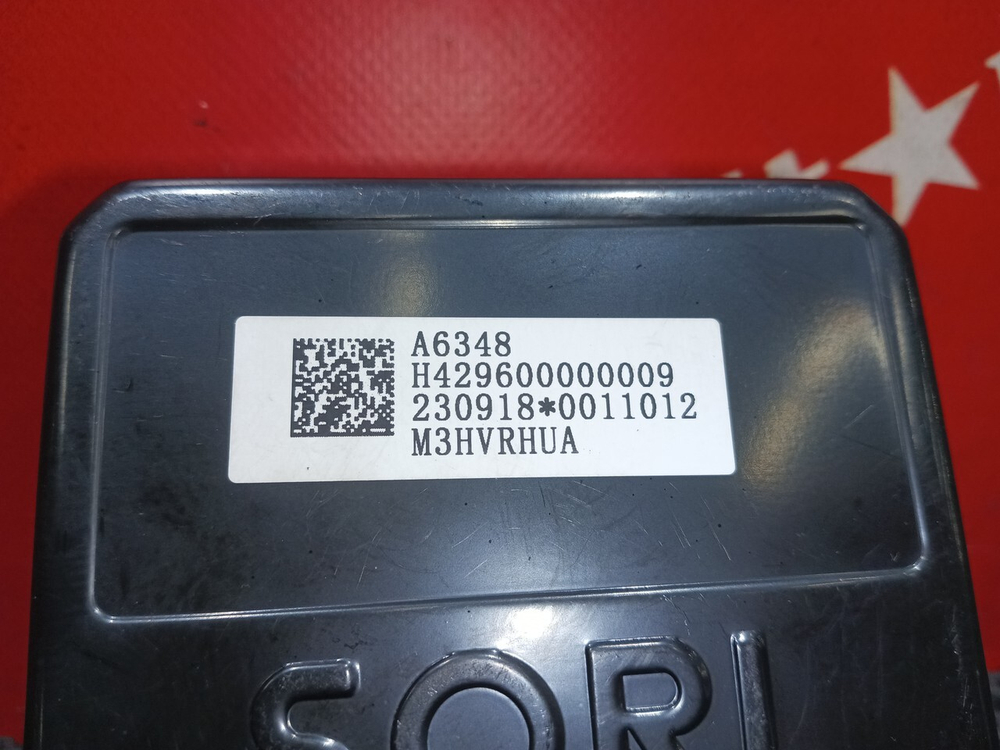 A6348
H429600000009
230918*0011012
M3HVRHUA
SORL